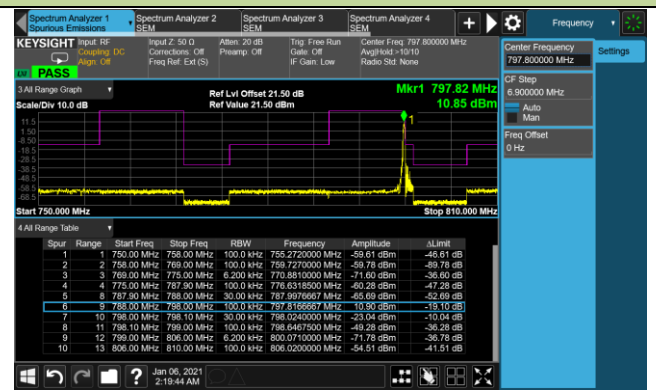 Spectrum Analyzer 1
Spurious Emissions
Spectrum Analyzer 2
SEM
Spectrum Analyzer 3
SEM
Spectrum Analyzer 4
SEM
+
Frequency
KEYSIGHT
Input: RF
Coupling: DC
Align: Off
Input Z: 50 Ω
Corrections: Off
Freq Ref: Ext (S)
Atten: 20 dB
Preamp: Off
Trig: Free Run
Gate: Off
IF Gain: Low
Center Freq: 797.800000 MHz
Avg|Hold:>10/10
Radio Std: None
LXI
PASS
Center Frequency
797.800000 MHz
Settings
CF Step
6.900000 MHz
Auto
Man
Freq Offset
0 Hz
3 All Range Graph
Scale/Div 10.0 dB
Ref Lvl Offset 21.50 dB
Ref Value 21.50 dBm
Mkr1 797.82 MHz
10.85 dBm
1
11.5
1.50
-8.50
-18.5
-28.5
-38.5
-48.5
-58.5
-68.5
Start 750.000 MHz
Stop 810.000 MHz
4 All Range Table
Spur Range Start Freq Stop Freq RBW Frequency Amplitude ΔLimit
1 1 750.00 MHz 758.00 MHz 100.0 kHz 755.2720000 MHz -59.61 dBm -46.61 dB
2 2 758.00 MHz 769.00 MHz 100.0 kHz 759.7270000 MHz -59.78 dBm -89.78 dB
3 3 769.00 MHz 775.00 MHz 6.200 kHz 770.8810000 MHz -71.60 dBm -36.60 dB
4 4 775.00 MHz 787.90 MHz 100.0 kHz 776.6318500 MHz -60.28 dBm -47.28 dB
5 8 787.90 MHz 788.00 MHz 30.00 kHz 787.9976667 MHz -65.69 dBm -52.69 dB
6 9 788.00 MHz 798.00 MHz 100.0 kHz 797.8166667 MHz 10.90 dBm -19.10 dB
7 10 798.00 MHz 798.10 MHz 30.00 kHz 798.0240000 MHz -23.04 dBm -10.04 dB
8 11 798.10 MHz 799.00 MHz 100.0 kHz 798.6467500 MHz -49.28 dBm -36.28 dB
9 12 799.00 MHz 806.00 MHz 6.200 kHz 800.0710000 MHz -71.78 dBm -36.78 dB
10 13 806.00 MHz 810.00 MHz 100.0 kHz 806.0200000 MHz -54.51 dBm -41.51 dB
?
Jan 06, 2021
2:19:44 AM